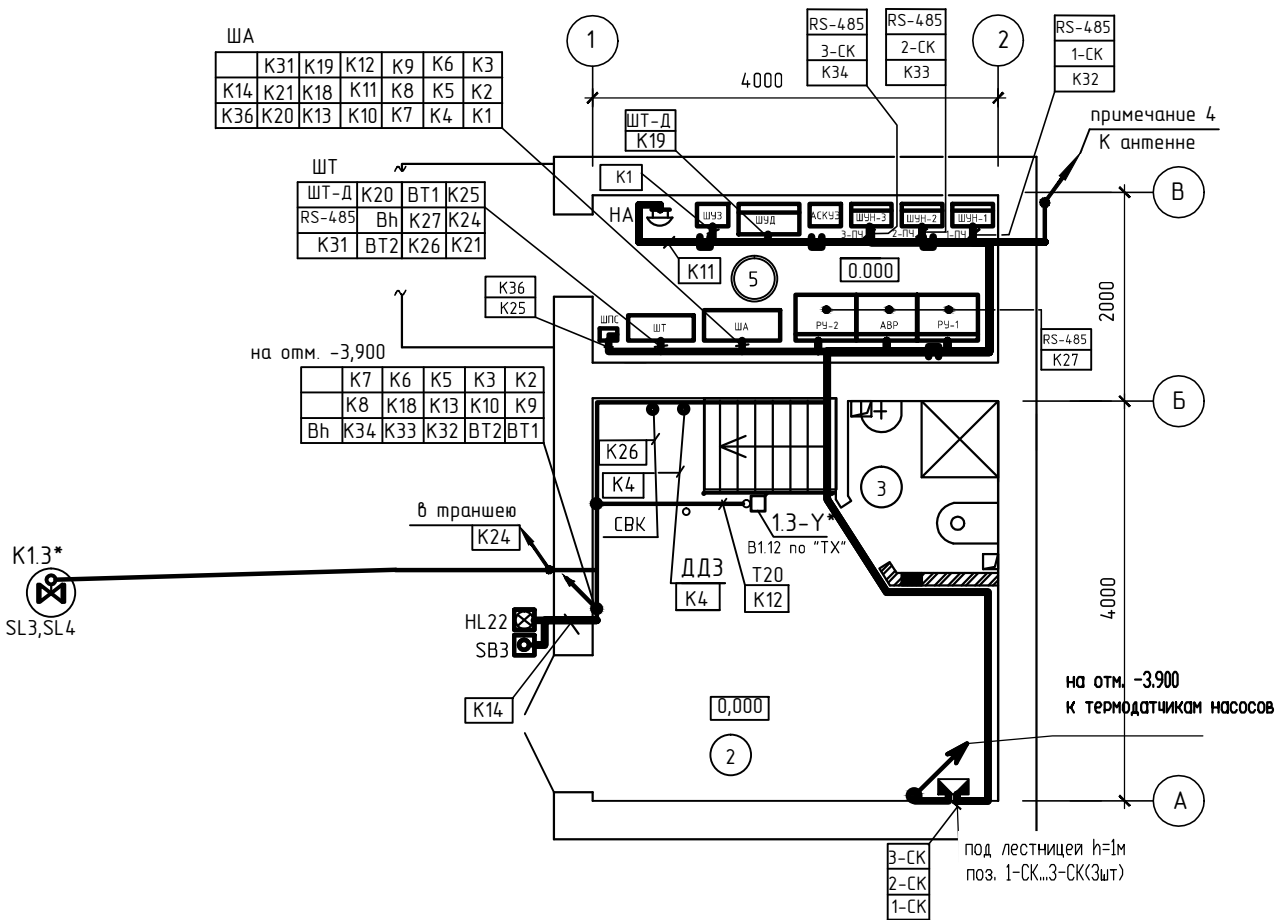 ША
К31 К19 К12 К9 К6 К3
К14 К21 К18 К11 К8 К5 К2
К36 К20 К13 К10 К7 К4 К1
1
2
4000
RS-485
3-СК
К34
RS-485
2-СК
К33
RS-485
1-СК
К32
примечание 4
К антенне
ШТ-Д
К19
ШТ
ШТ-Д К20 ВТ1 К25
RS-485 Bh К27 К24
К31 ВТ2 К26 К21
К1
НА
ШУЗ
ШУД
АСКУЭ
ШУН-3
ШУН-2
ШУН-1
3-ПЧ
2-ПЧ
1-ПЧ
В
К11
5
0.000
К36
К25
ШПС
ШТ
ША
РУ-2
АВР
РУ-1
2000
RS-485
К27
на отм. -3,900
К7 К6 К5 К3 К2
К8 К18 К13 К10 К9
Bh К34 К33 К32 ВТ2 ВТ1
Б
К26
К4
3
СВК
1.3-Y*
В1.12 по "ТХ"
в траншею
К24
К1.3*
SL3,SL4
ДДЗ
К4
Т20
К12
4000
HL22
SB3
К14
0,000
2
на отм. -3.900
к термодатчикам насосов
А
3-СК
2-СК
1-СК
под лестницей h=1м
поз. 1-СК...3-СК(3шт)